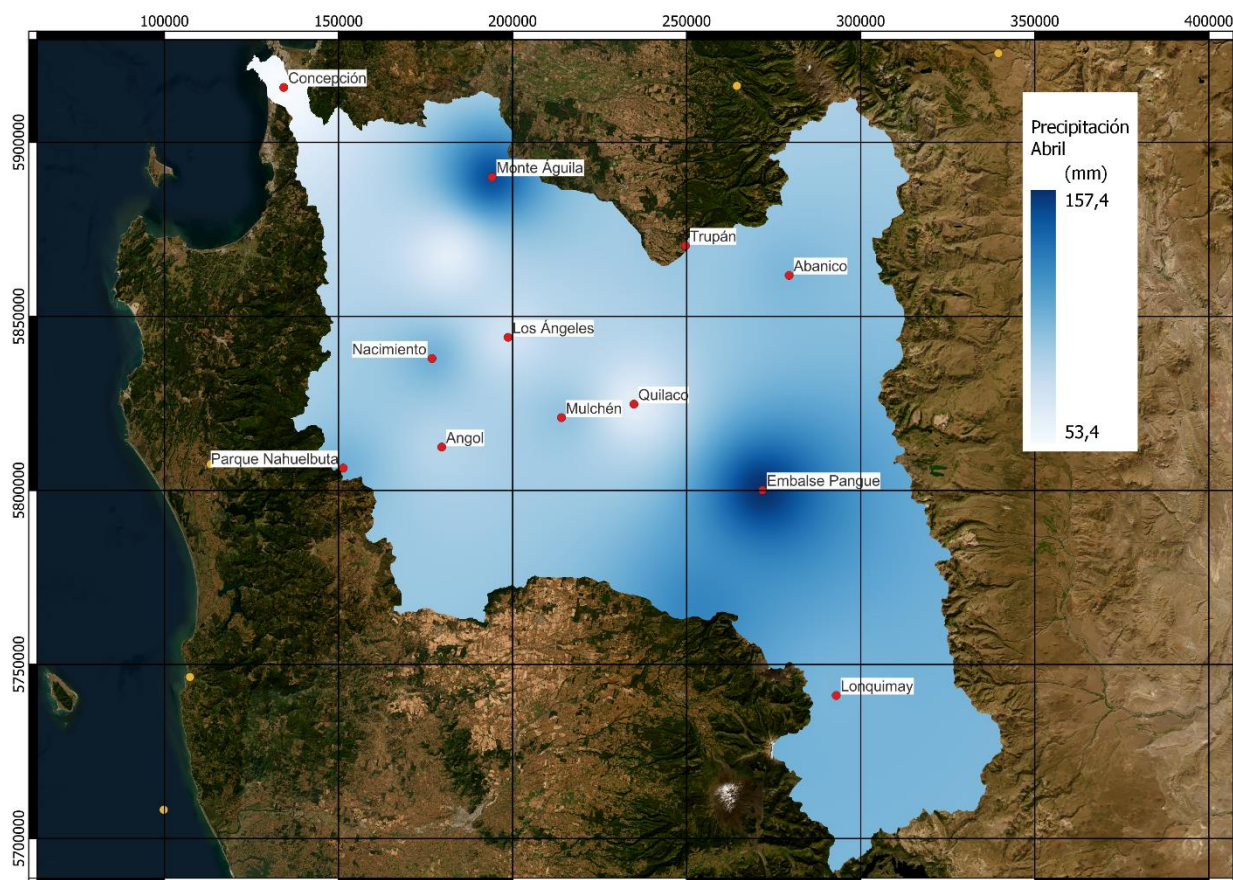 100000 150000 200000 250000 300000 350000 400000
Concepción
Precipitación
Abril
(mm)
157,4
53,4
5900000
Monte Águila
Trupán
Abanico
5850000
Los Ángeles
Nacimiento
Quilaco
Mulchén
Angol
Parque Nahuelbuta
Embalse Pangue
5800000
5750000
Lonquimay
5700000